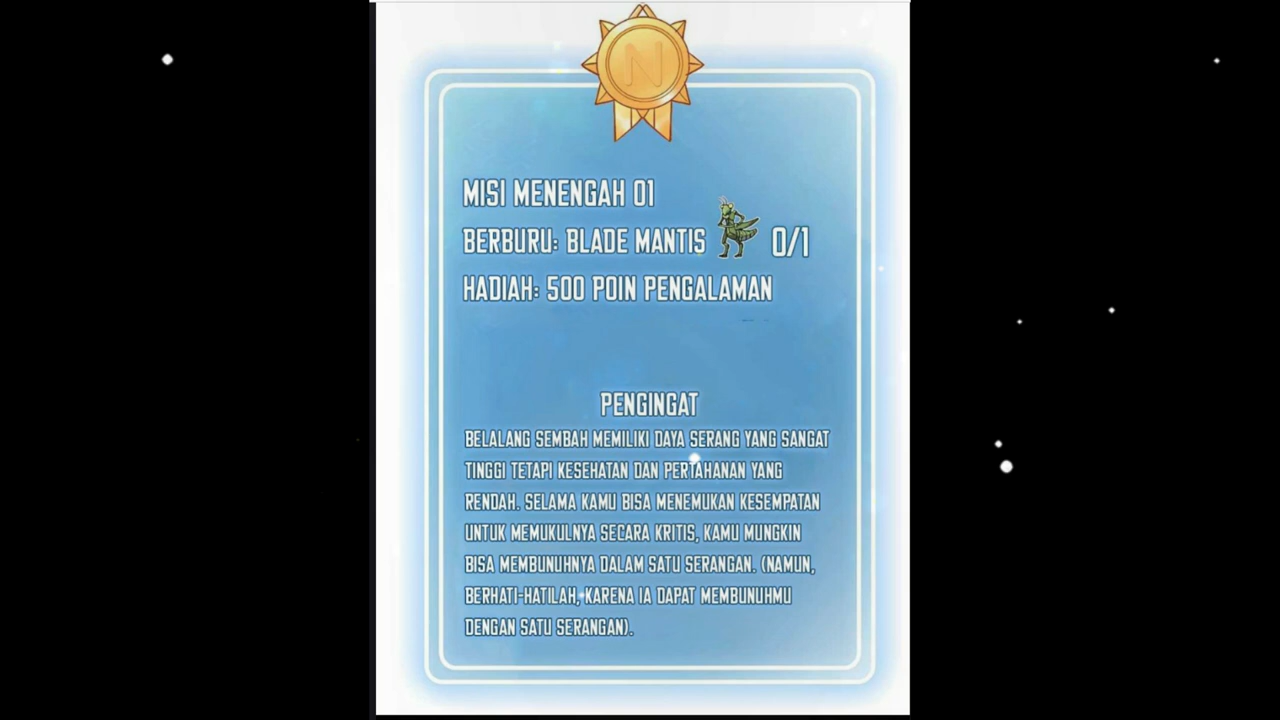 N
MISI MENENGAH 01
BERBURU: BLADE MANTIS 0/1
HADIAH: 500 POIN PENGALAMAN
PENGINGAT
BELALANG SEMBAH MEMILIKI DAYA SERANG YANG SANGAT
TINGGI TETAPI KESEHATAN DAN PERTAHANAN YANG
RENDAH. SELAMA KAMU BISA MENEMUKAN KESEMPATAN
UNTUK MEMUKULNYA SECARA KRITIS, KAMU MUNGKIN
BISA MEMBUNUHNYA DALAM SATU SERANGAN. (NAMUN,
BERHATI-HATILAH, KARENA IA DAPAT MEMBUNUHMU
DENGAN SATU SERANGAN).